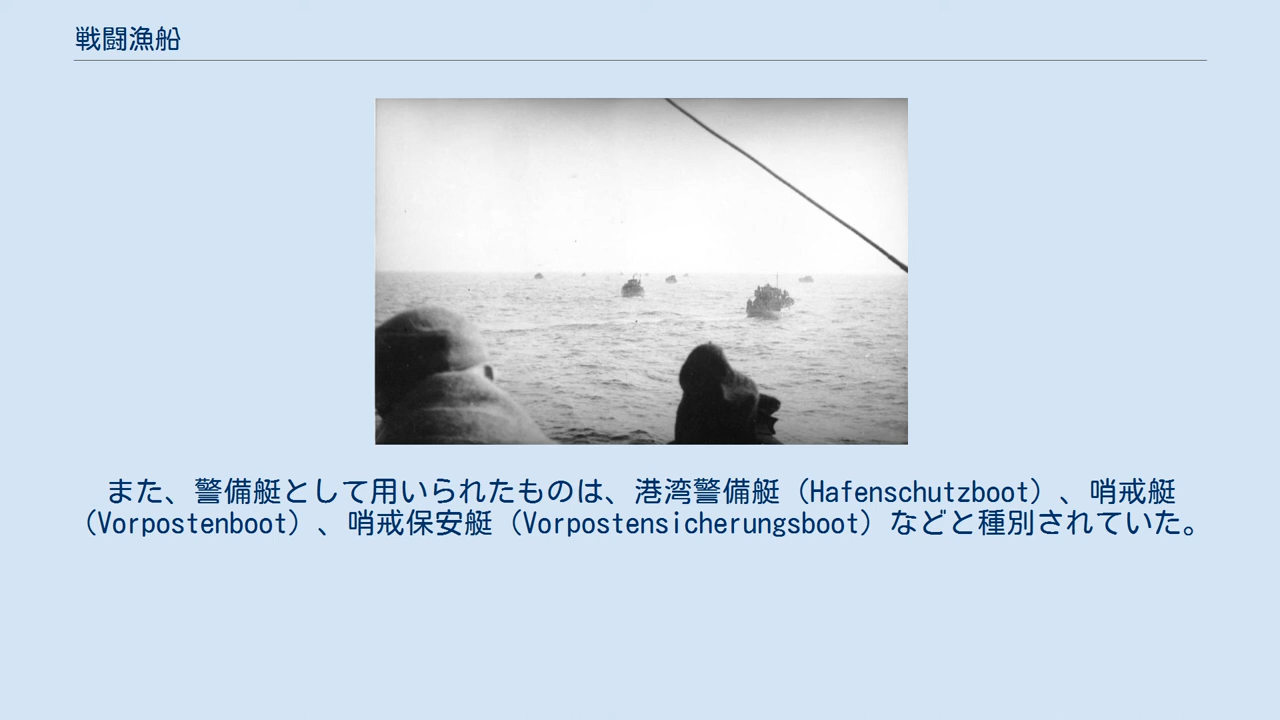 戦闘漁船
また、警備艇として用いられたものは、港湾警備艇（Hafenschutzboot）、哨戒艇
（Vorpostenboot）、哨戒保安艇（Vorpostensicherungsboot）などと種別されていた。